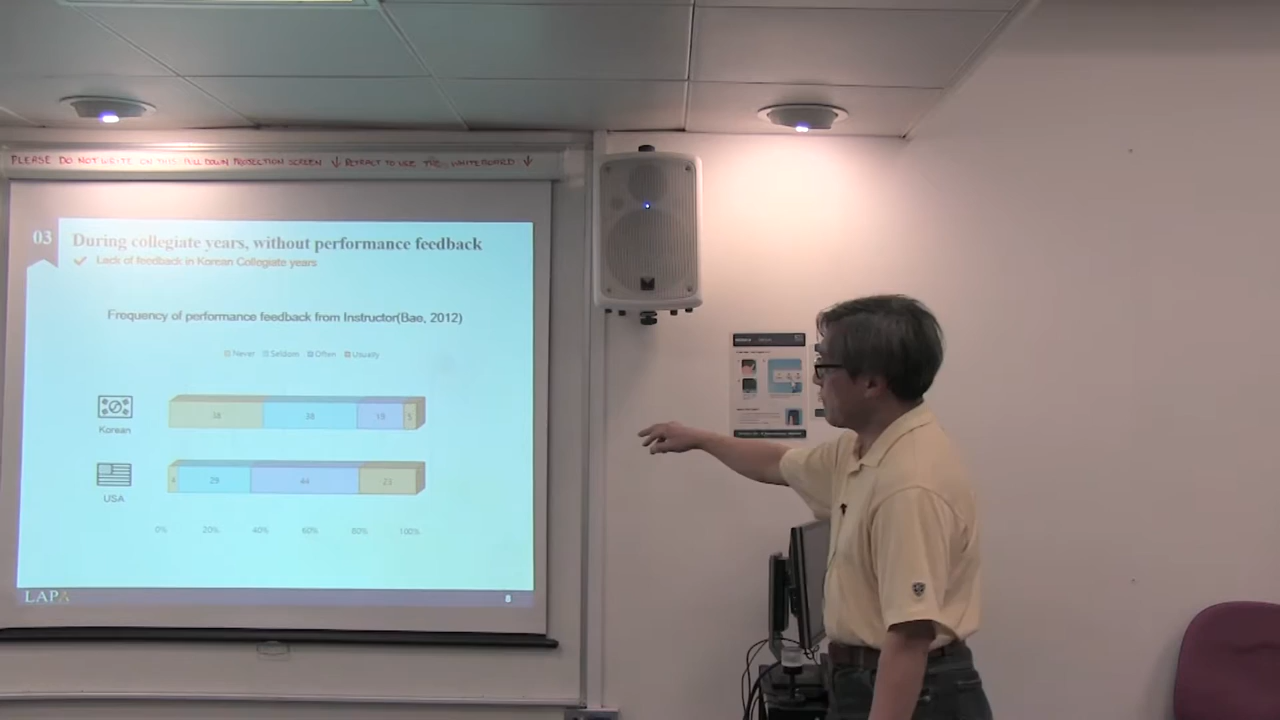 PLEASE DO NOT WRITE ON THIS PULL DOWN PROJECTION SCREEN ↓ RETRACT TO USE THE WHITEBOARD ↓
03
During collegiate years, without performance feedback
✓ Lack of feedback in Korean Collegiate years
Frequency of performance feedback from Instructor(Bae, 2012)
Never Seldom Often Usually
38 38 19 5
Korean
4 29 44 23
USA
0% 20% 40% 60% 80% 100%
LAPA
8